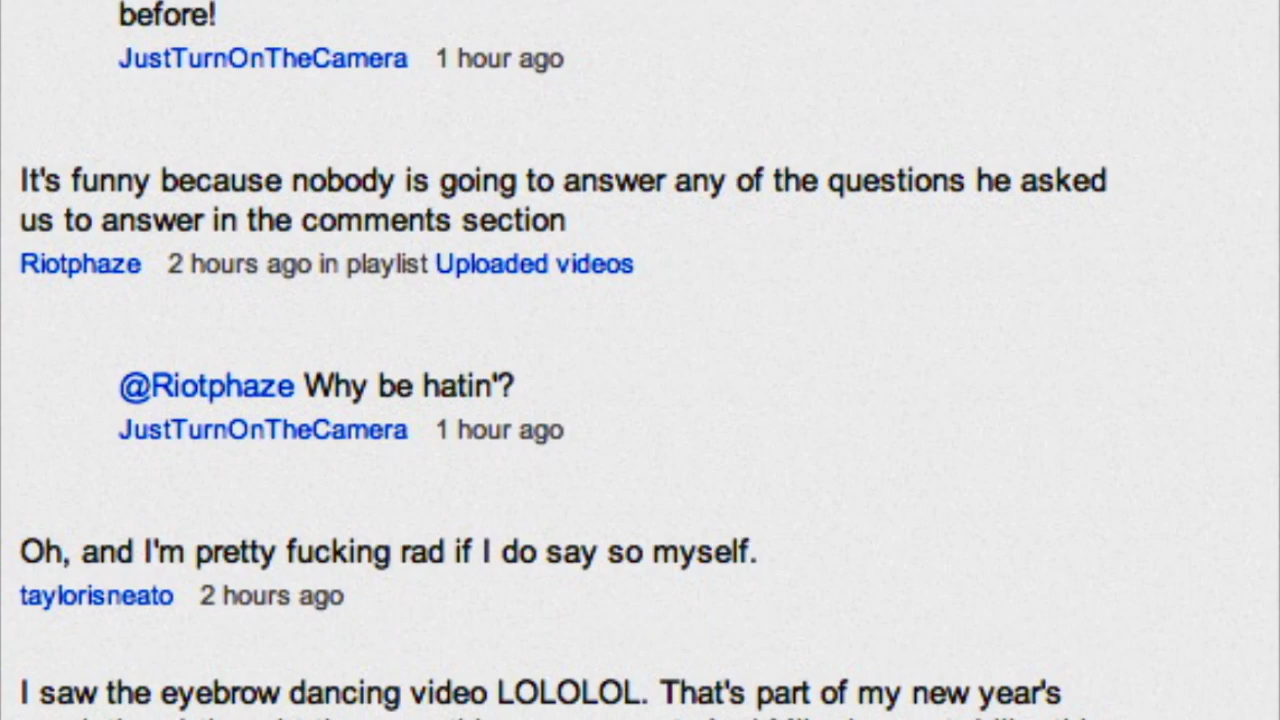 before!
JustTurnOnTheCamera 1 hour ago
It's funny because nobody is going to answer any of the questions he asked
us to answer in the comments section
Riotphaze 2 hours ago in playlist Uploaded videos
@Riotphaze Why be hatin'?
JustTurnOnTheCamera 1 hour ago
Oh, and I'm pretty fucking rad if I do say so myself.
taylorisneato 2 hours ago
I saw the eyebrow dancing video LOLOLOL. That's part of my new year's